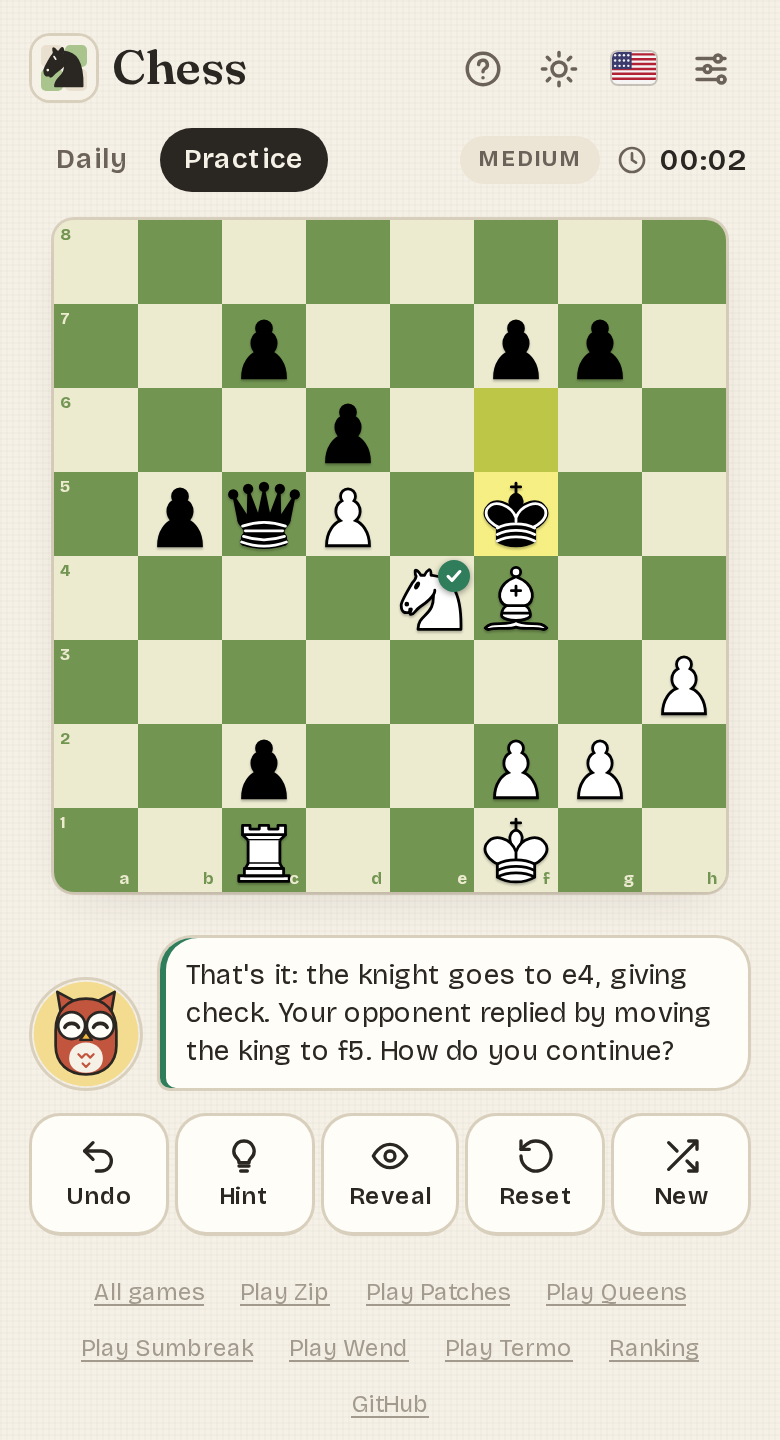 Chess
Daily
Practice
MEDIUM
00:02
8
7
6
5
4
3
2
1
a
b
c
d
e
f
g
h
That's it: the knight goes to e4, giving
check. Your opponent replied by moving
the king to f5. How do you continue?
Undo
Hint
Reveal
Reset
New
All games
Play Zip
Play Patches
Play Queens
Play Sumbreak
Play Wend
Play Termo
Ranking
GitHub